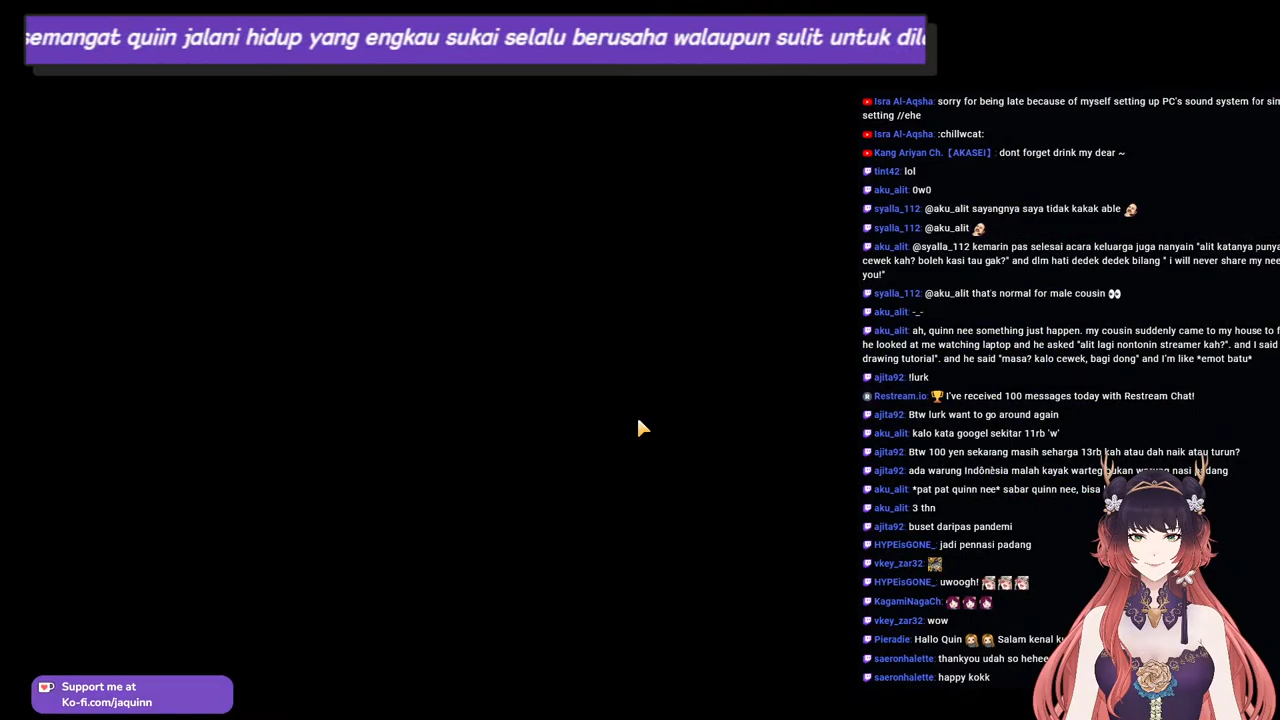 semangat quiin jalani hidup yang engkau sukai selalu berusaha walaupun sulit untuk
Isra Al-Aqsha: sorry for being late because of myself setting up PC's sound system for
setting //ehe
Isra Al-Aqsha: :chillwcat:
Kang Ariyan Ch.【AKASEI】: dont forget drink my dear ~
tint42: lol
aku_alit: 0w0
syalla_112: @aku_alit sayangnya saya tidak kakak able
syalla_112: @aku_alit
aku_alit: @syalla_112 kemarin pas selesai acara keluarga juga nanyain "alit katanya
cewek kah? boleh kasi tau gak?" and dlm hati dedek dedek bilang " i will never share my
you!"
syalla_112: @aku_alit that's normal for male cousin
aku_alit: -_-
aku_alit: ah, quinn nee something just happen. my cousin suddenly came to my house to
he looked at me watching laptop and he asked "alit lagi nontonin streamer kah?". and I said
drawing tutorial". and he said "masa? kalo cewek, bagi dong" and I'm like *emot batu*
ajita92: !lurk
Restream.io: 🏆 I've received 100 messages today with Restream Chat!
ajita92: Btw lurk want to go around again
aku_alit: kalo kata googel sekitar 11rb 'w'
ajita92: Btw 100 yen sekarang masih seharga 13rb kah atau dah naik atau turun?
ajita92: ada warung Indònèsia malah kayak warteg bukan warung nasi padang
aku_alit: *pat pat quinn nee* sabar quinn nee, bisa
aku_alit: 3 thn
ajita92: buset daripas pandemi
HYPEisGONE_: jadi pennasi padang
vkey_zar32:
HYPEisGONE_: uwoogh!
KagamiNagaCh:
vkey_zar32: wow
Pieradie: Hallo Quin Salam kenal
saeronhalette: thankyou udah so hehee
saeronhalette: happy kokk
Support me at
Ko-fi.com/jaquinn